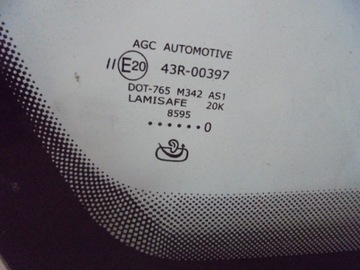 AGC AUTOMOTIVE
II E20 43R-00397
DOT-765 M342 AS1
LAMISAFE 20K
8595
••••••0